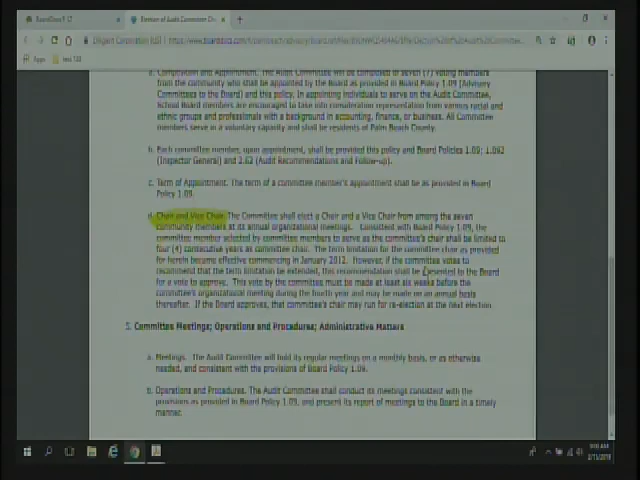 BoardDocs® LT
Election of Audit Committee Ch
Diligent Corporation [US]
https://www.boarddocs.com/fl/palmbeach
Apps
a. Composition and Appointment. The Audit Committee will be composed of seven (7) voting members
from the community who shall be appointed by the Board as provided in Board Policy 1.09 (Advisory
Committees to the Board) and this policy. In appointing individuals to serve on the Audit Committee,
School Board members are encouraged to take into consideration representation from various racial and
ethnic groups and professionals with a background in accounting, finance, or business. All Committee
members serve in a voluntary capacity and shall be residents of Palm Beach County.
b. Each committee member, upon appointment, shall be provided this policy and Board Policies 1.09; 1.092
(Inspector General) and 2.62 (Audit Recommendations and Follow-up).
c. Term of Appointment. The term of a committee member's appointment shall be as provided in Board
Policy 1.09.
d. Chair and Vice Chair. The Committee shall elect a Chair and a Vice Chair from among the seven
community members at its annual organizational meetings. Consistent with Board Policy 1.09, the
committee member selected by committee members to serve as the committee's chair shall be limited to
four (4) consecutive years as committee chair. The term limitation for the committee chair as provided
for herein became effective commencing in January 2012. However, if the committee votes to
recommend that the term limitation be extended, this recommendation shall be presented to the Board
for a vote to approve. This vote by the committee must be made at least six weeks before the
committee's organizational meeting during the fourth year and may be made on an annual basis
thereafter. If the Board approves, that committee's chair may run for re-election at the next election.
5. Committee Meetings; Operations and Procedures; Administrative Matters
a. Meetings. The Audit Committee will hold its regular meetings on a monthly basis, or as otherwise
needed, and consistent with the provisions of Board Policy 1.09.
b. Operations and Procedures. The Audit Committee shall conduct its meetings consistent with the
provisions as provided in Board Policy 1.09, and present its report of meetings to the Board in a timely
manner.